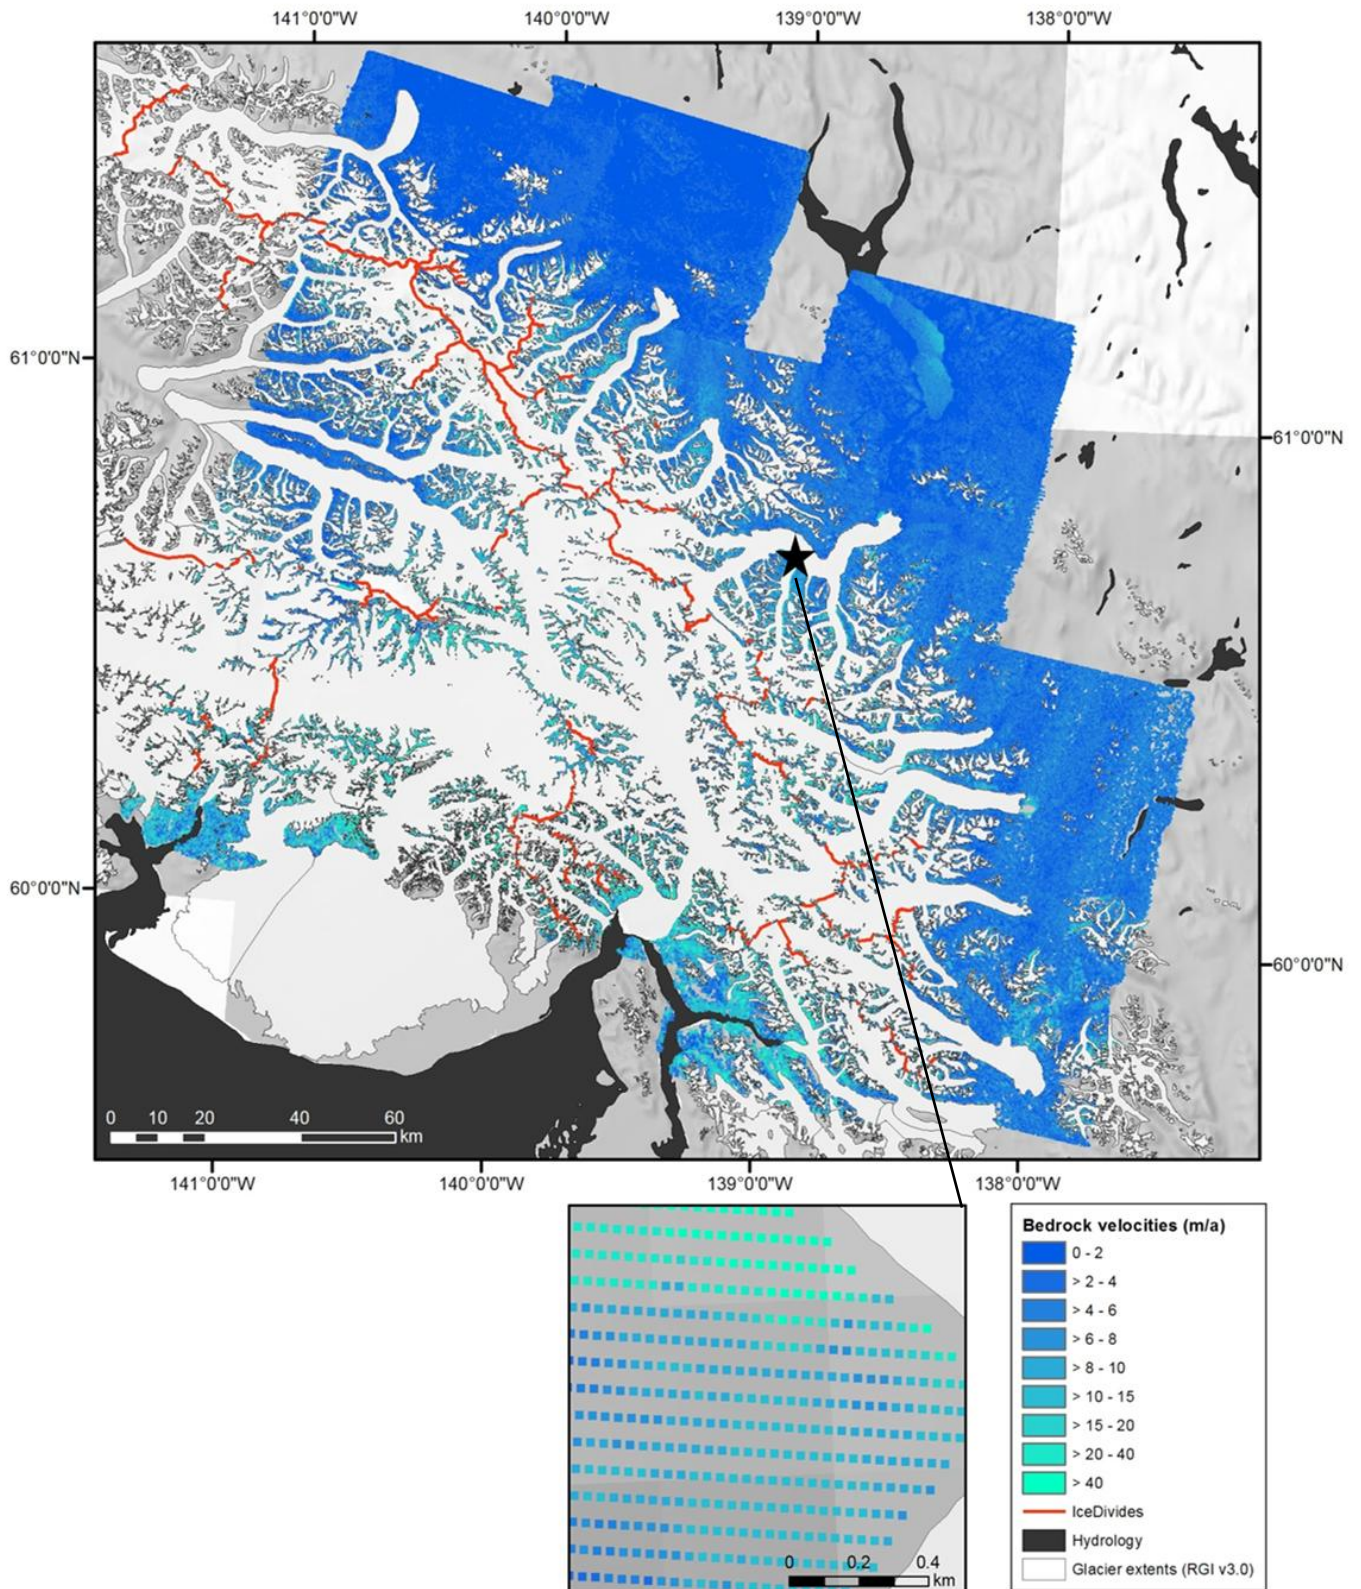 141°0'0"W 140°0'0"W 139°0'0"W 138°0'0"W
61°0'0"N
61°0'0"N
60°0'0"N
60°0'0"N
0 10 20 40 60
km
141°0'0"W 140°0'0"W 139°0'0"W 138°0'0"W
0 0.2 0.4
km
Bedrock velocities (m/a)
0 - 2
> 2 - 4
> 4 - 6
> 6 - 8
> 8 - 10
> 10 - 15
> 15 - 20
> 20 - 40
> 40
IceDivides
Hydrology
Glacier extents (RGI v3.0)